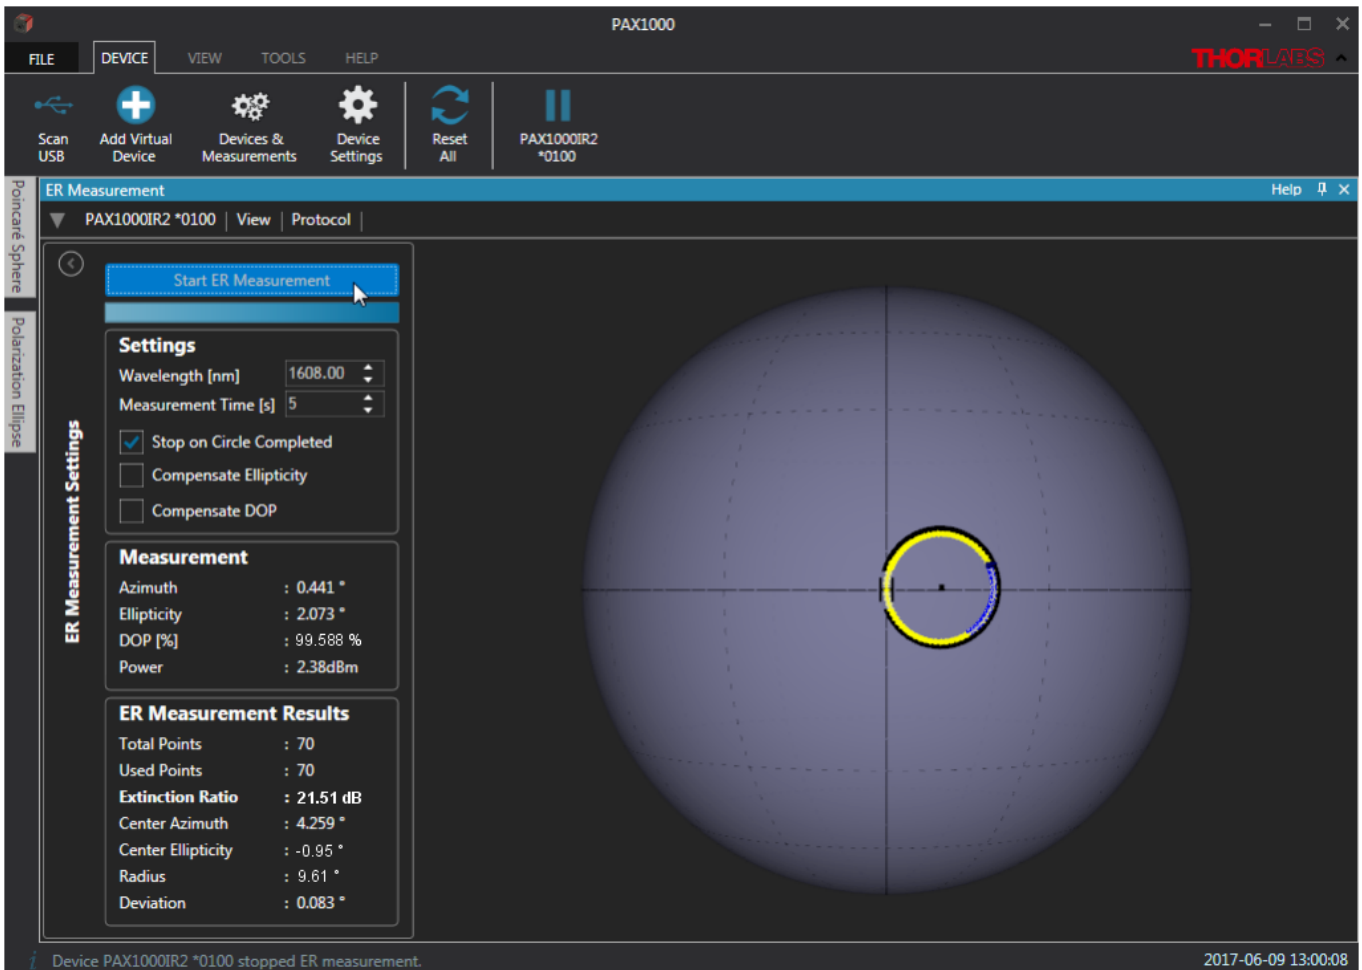 PAX1000
FILE DEVICE VIEW TOOLS HELP
THORLABS
Scan USB
Add Virtual Device
Devices & Measurements
Device Settings
Reset All
PAX1000IR2 *0100
ER Measurement
Help
PAX1000IR2 *0100 | View | Protocol |
Poincaré Sphere
Polarization Ellipse
ER Measurement Settings
Start ER Measurement
Settings
Wavelength [nm] 1608.00
Measurement Time [s] 5
Stop on Circle Completed
Compensate Ellipticity
Compensate DOP
Measurement
Azimuth : 0.441 °
Ellipticity : 2.073 °
DOP [%] : 99.588 %
Power : 2.38dBm
ER Measurement Results
Total Points : 70
Used Points : 70
Extinction Ratio : 21.51 dB
Center Azimuth : 4.259 °
Center Ellipticity : -0.95 °
Radius : 9.61 °
Deviation : 0.083 °
H
i Device PAX1000IR2 *0100 stopped ER measurement.
2017-06-09 13:00:08